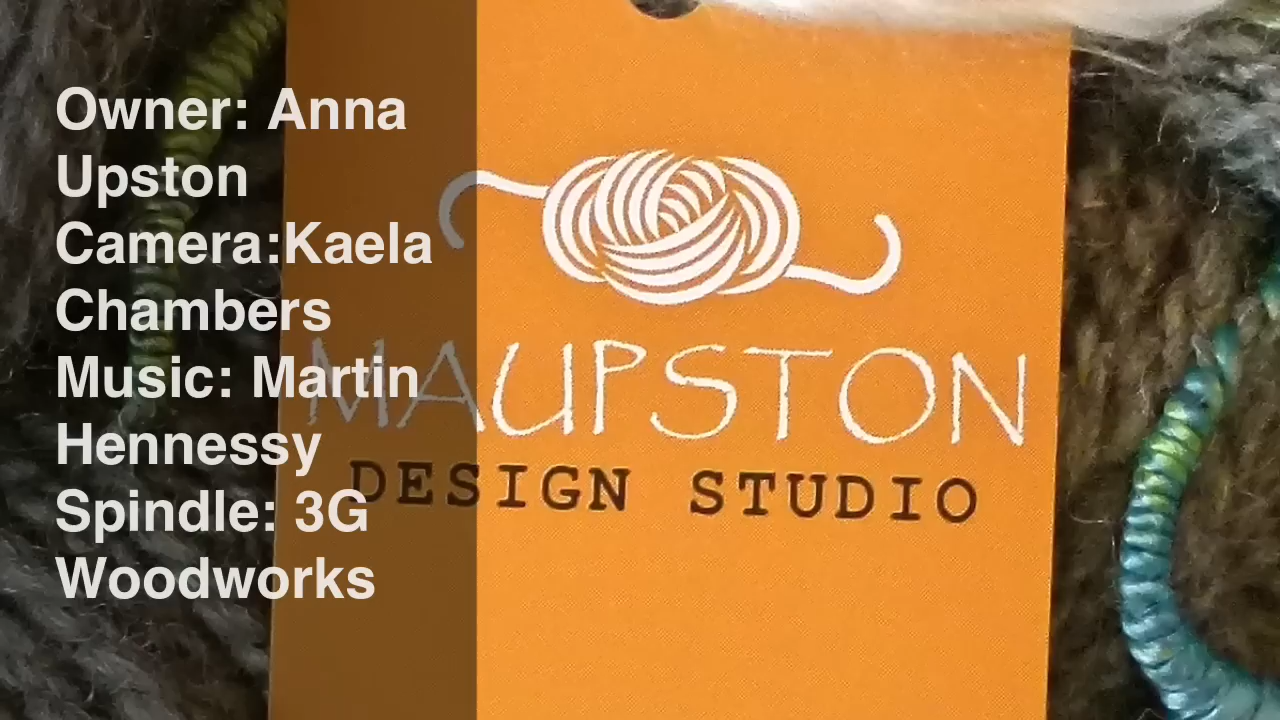 Owner: Anna
Upston
Camera:Kaela
Chambers
Music: Martin
Hennessy
Spindle: 3G
Woodworks
MAUPSTON
DESIGN STUDIO